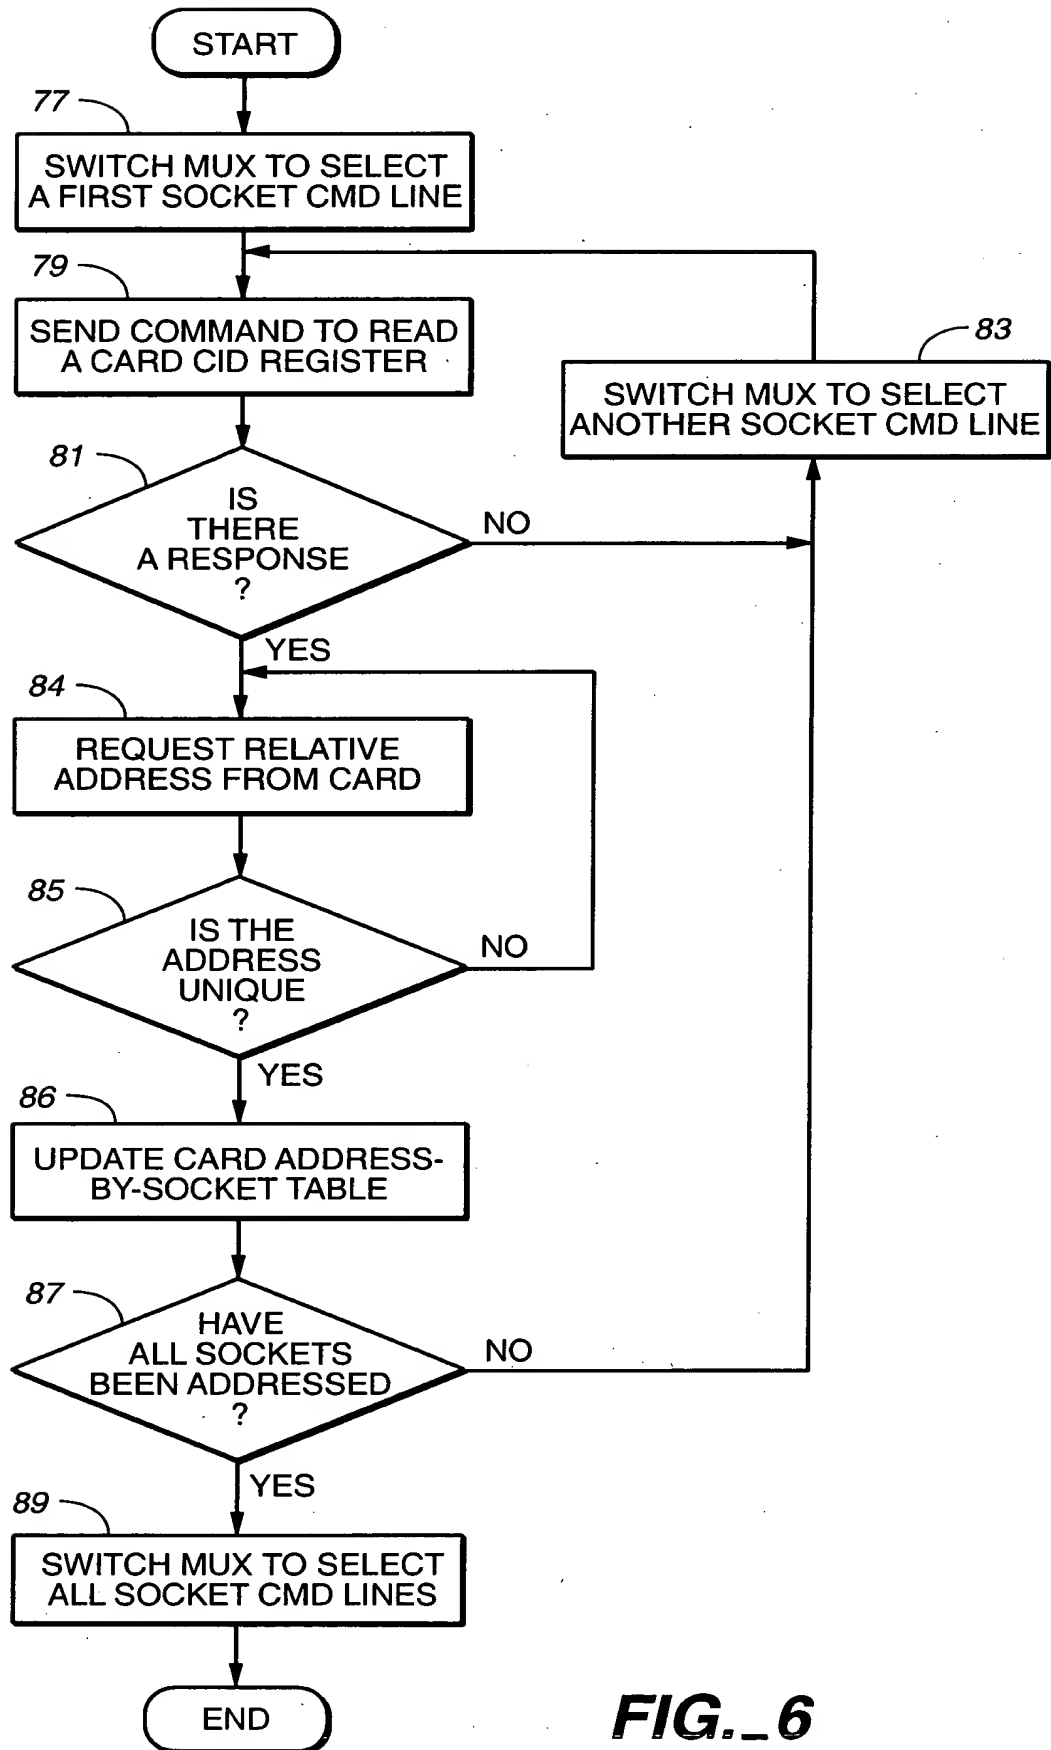 START
77
SWITCH MUX TO SELECT
A FIRST SOCKET CMD LINE
79
SEND COMMAND TO READ
A CARD CID REGISTER
83
SWITCH MUX TO SELECT
ANOTHER SOCKET CMD LINE
81
IS
THERE
A RESPONSE
?
NO
YES
84
REQUEST RELATIVE
ADDRESS FROM CARD
85
IS THE
ADDRESS
UNIQUE
?
NO
YES
86
UPDATE CARD ADDRESS-
BY-SOCKET TABLE
87
HAVE
ALL SOCKETS
BEEN ADDRESSED
?
NO
YES
89
SWITCH MUX TO SELECT
ALL SOCKET CMD LINES
END
FIG._6